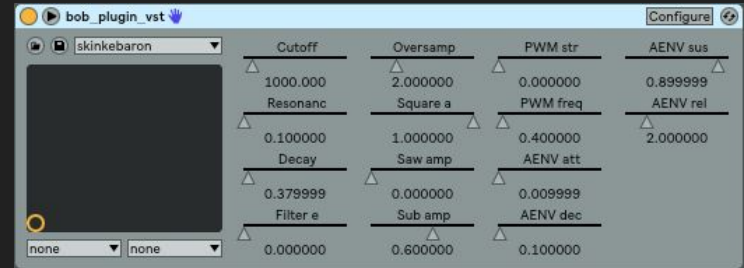 bob_plugin_vst Configure
skinkebaron
Cutoff Oversamp PWM str AENV sus
1000.000 2.000000 0.000000 0.899999
Resonanc Square a PWM freq AENV rel
0.100000 1.000000 0.400000 2.000000
Decay Saw amp AENV att
0.379999 0.000000 0.009999
Filter e Sub amp AENV dec
0.000000 0.600000 0.100000
none none